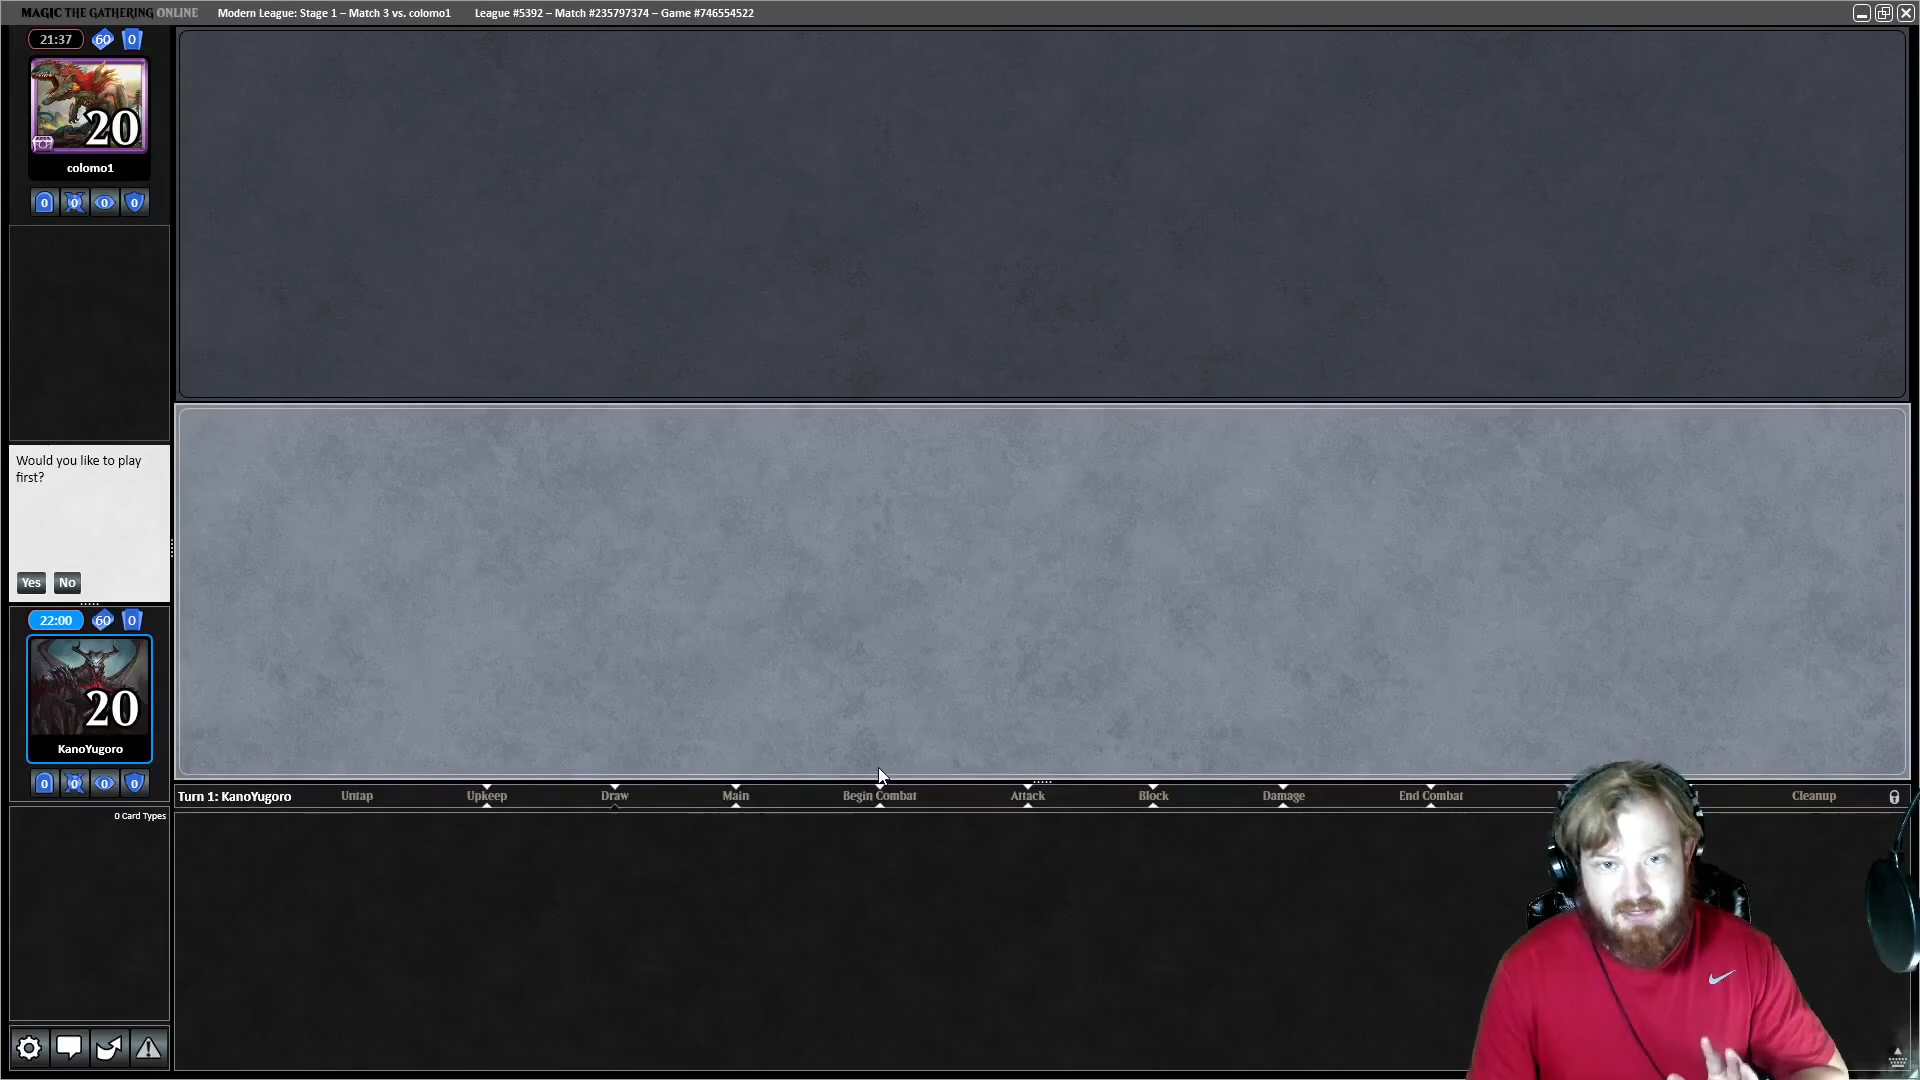 MAGIC THE GATHERING ONLINE
Modern League: Stage 1 – Match 3 vs. colomo1
League #5392 – Match #235797374 – Game #746554522
21:37
60
0
20
colomo1
0
0
0
0
Would you like to play
first?
Yes
No
22:00
60
0
20
KanoYugoro
0
0
0
0
Turn 1: KanoYugoro
Untap
Upkeep
Draw
Main
Begin Combat
Attack
Block
Damage
End Combat
Cleanup
0 Card Types